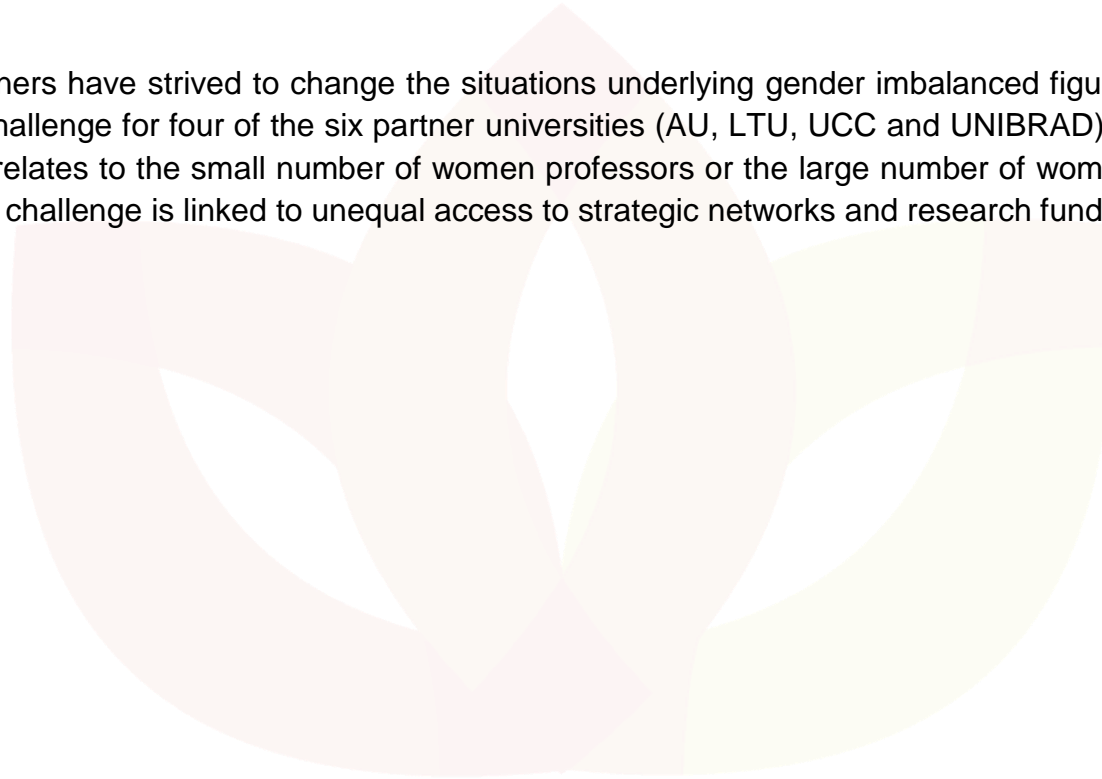 ners have strived to change the situations underlying gender imbalanced figu
hallenge for four of the six partner universities (AU, LTU, UCC and UNIBRAD)
relates to the small number of women professors or the large number of wom
challenge is linked to unequal access to strategic networks and research fund